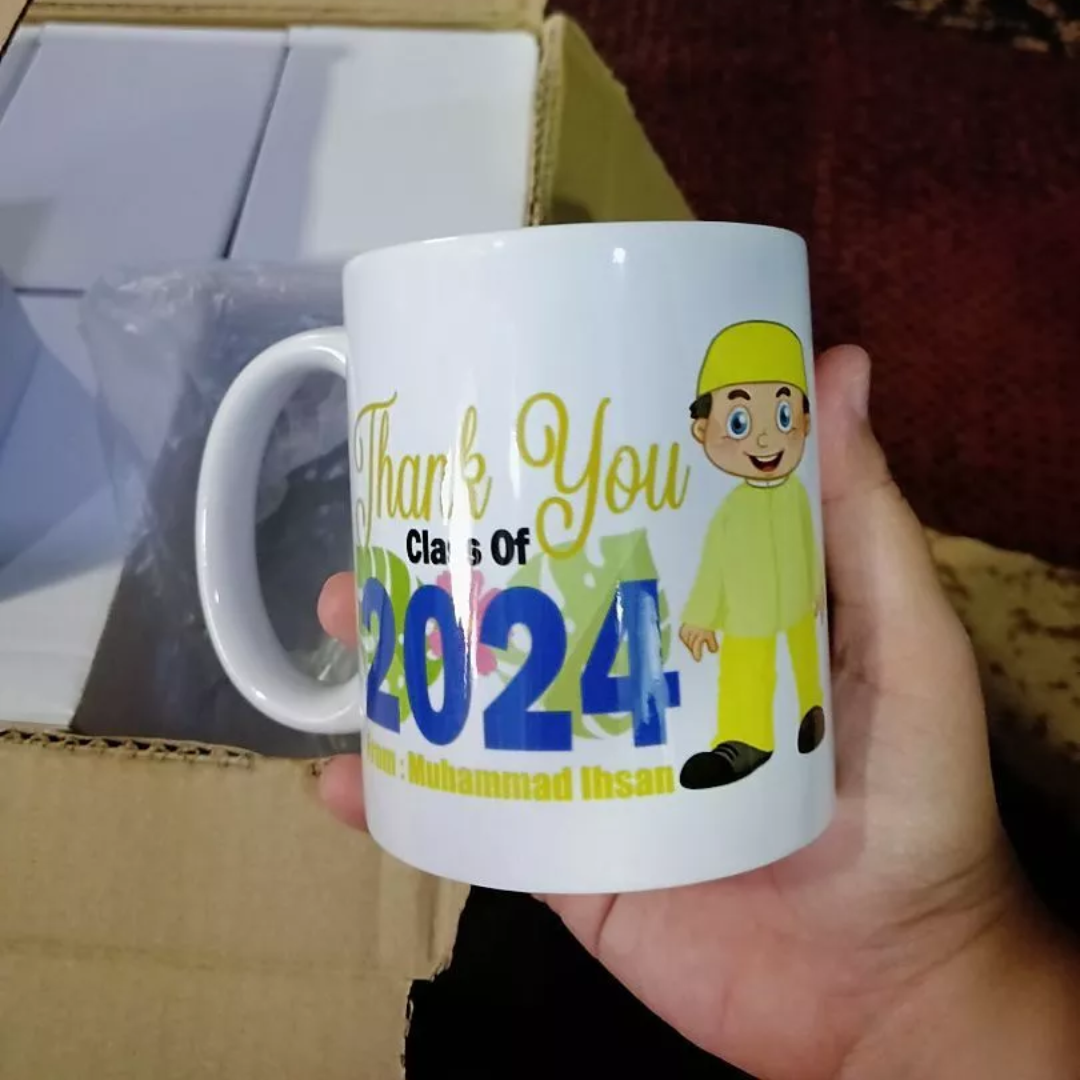 Thank You
Class Of
2024
From : Muhammad Ihsan